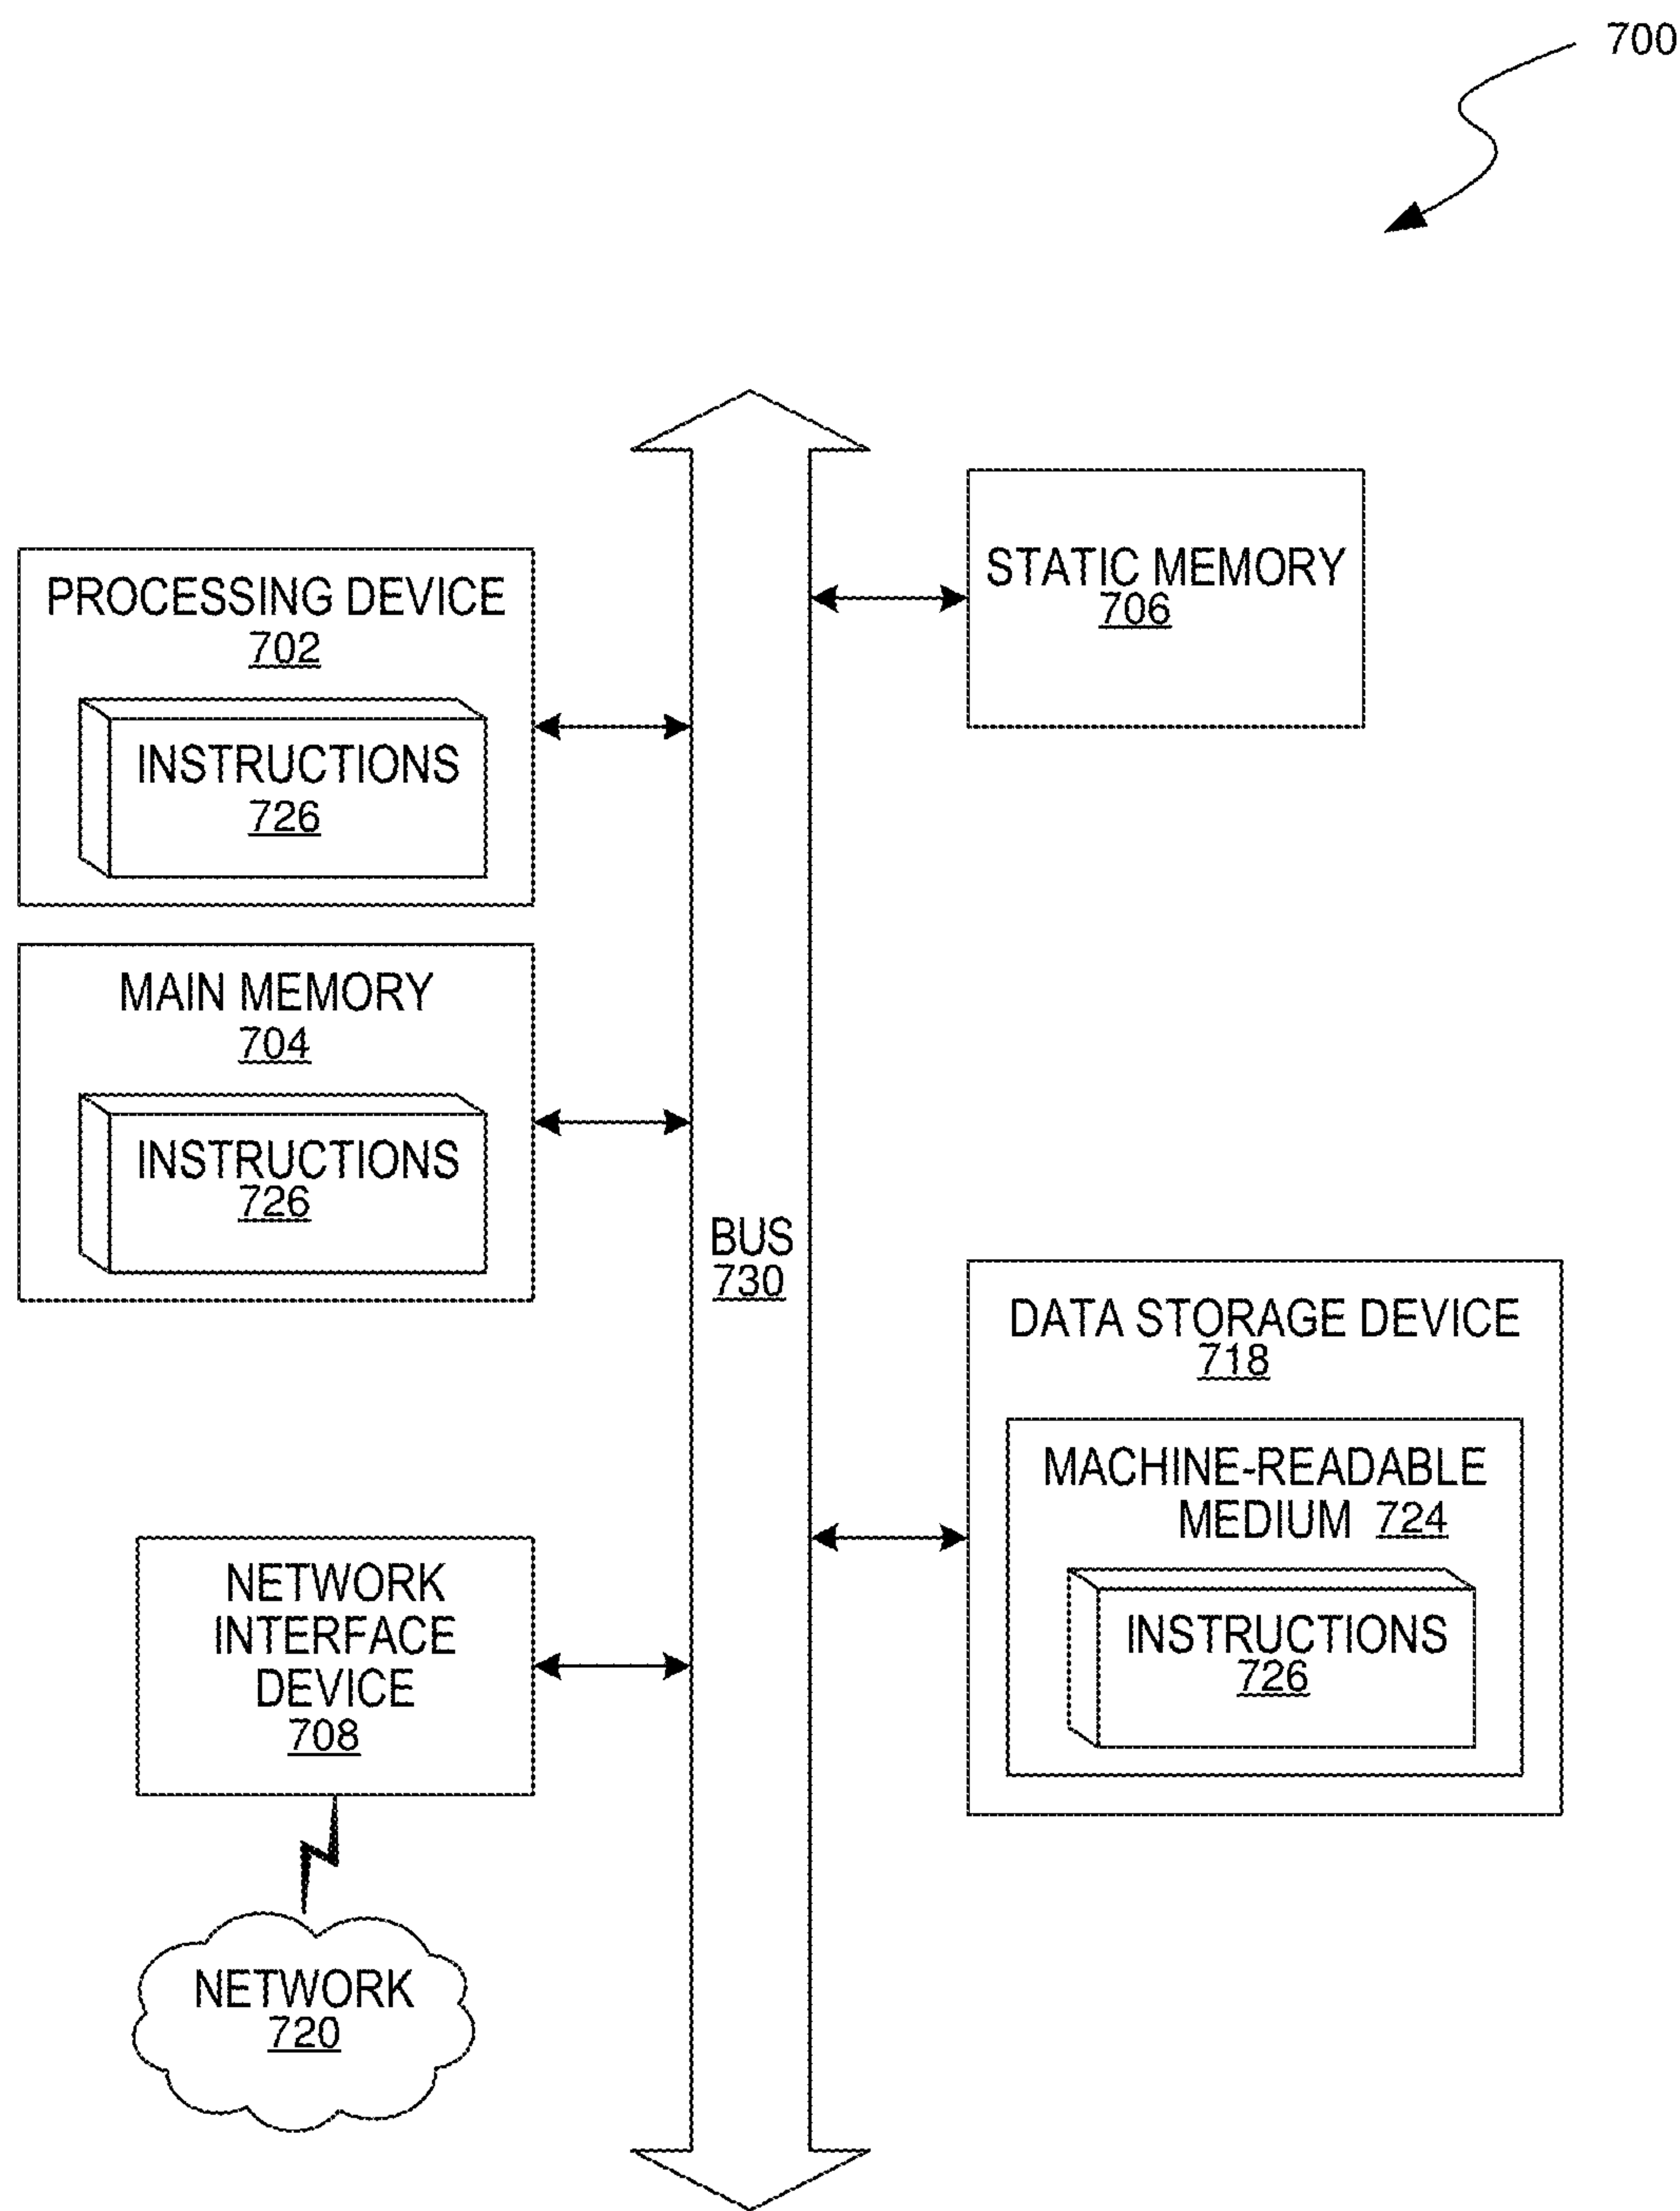 700
PROCESSING DEVICE
702
INSTRUCTIONS
726
MAIN MEMORY
704
INSTRUCTIONS
726
NETWORK
INTERFACE
DEVICE
708
NETWORK
720
BUS
730
STATIC MEMORY
706
DATA STORAGE DEVICE
718
MACHINE-READABLE
MEDIUM 724
INSTRUCTIONS
726